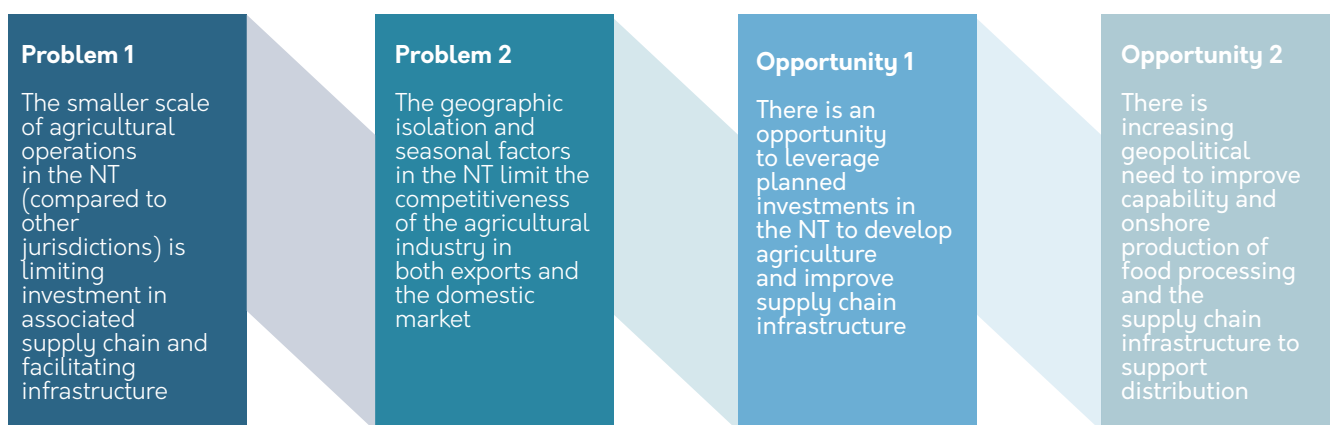 Problem 1
The smaller scale
of agricultural
operations
in the NT
(compared to
other
jurisdictions) is
limiting
investment in
associated
supply chain and
facilitating
infrastructure
Problem 2
The geographic
isolation and
seasonal factors
in the NT limit the
competitiveness
of the agricultural
industry in
both exports and
the domestic
market
Opportunity 1
There is an
opportunity
to leverage
planned
investments in
the NT to develop
agriculture
and improve
supply chain
infrastructure
Opportunity 2
There is
increasing
geopolitical
need to improve
capability and
onshore
production of
food processing
and the
supply chain
infrastructure to
support
distribution